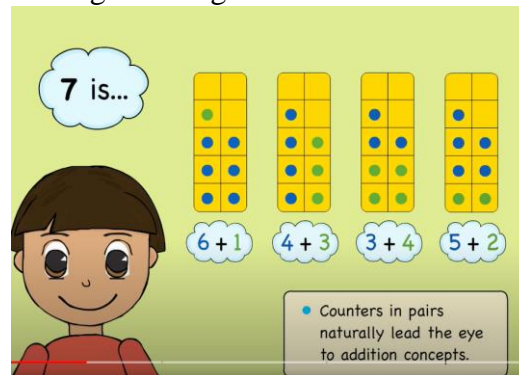 7 is...
6 + 1
4 + 3
3 + 4
5 + 2
Counters in pairs
naturally lead the eye
to addition concepts.